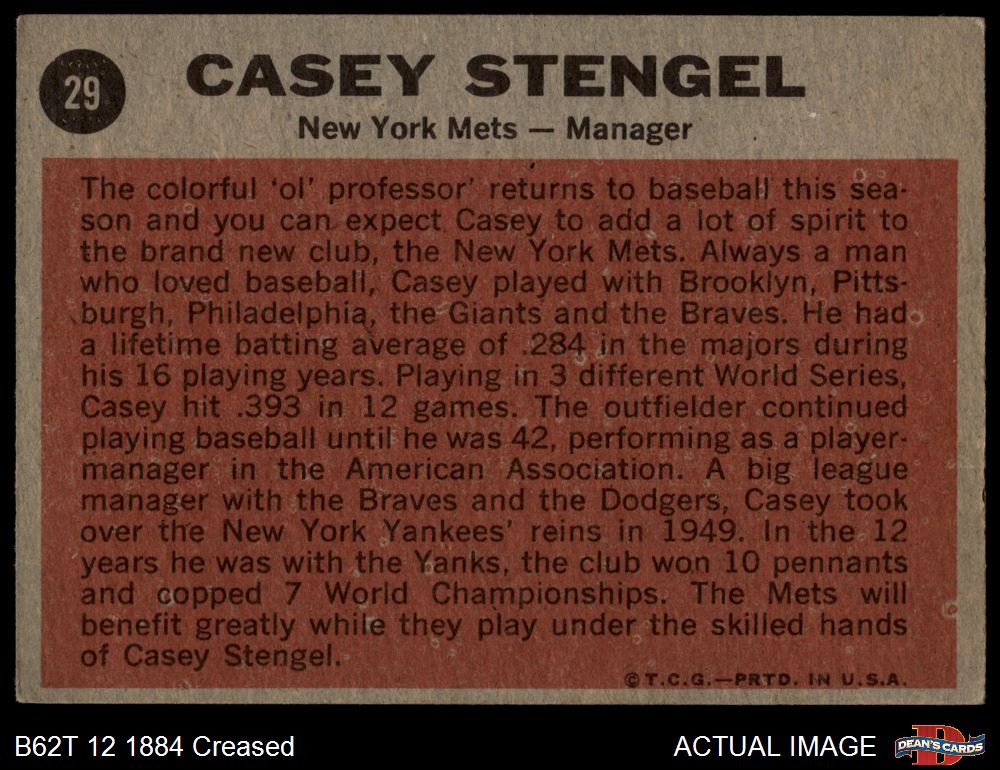 29
CASEY STENGEL
New York Mets — Manager
The colorful ‘ol’ professor’ returns to baseball this sea-
son and you can expect Casey to add a lot of spirit to
the brand new club, the New York Mets. Always a man
who loved baseball, Casey played with Brooklyn, Pitts-
burgh, Philadelphia, the Giants and the Braves. He had
a lifetime batting average of .284 in the majors during
his 16 playing years. Playing in 3 different World Series,
Casey hit .393 in 12 games. The outfielder continued
playing baseball until he was 42, performing as a player-
manager in the American Association. A big league
manager with the Braves and the Dodgers, Casey took
over the New York Yankees’ reins in 1949. In the 12
years he was with the Yanks, the club won 10 pennants
and copped 7 World Championships. The Mets will
benefit greatly while they play under the skilled hands
of Casey Stengel.
© T.C.G.—PRTD. IN U.S.A.
B62T 12 1884 Creased
ACTUAL IMAGE
DEAN'S CARDS